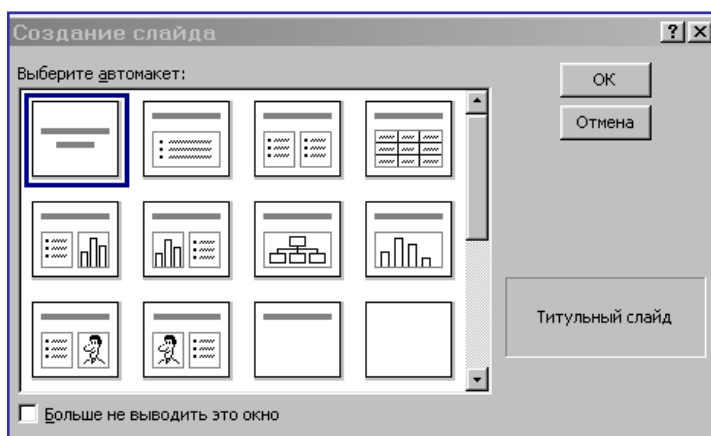 Создание слайда
Выберите автомакет:
ОК
Отмена
Титульный слайд
Больше не выводить это окно